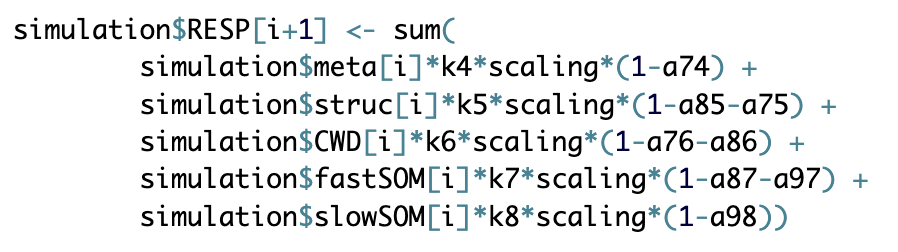 simulation$RESP[i+1] <- sum(
simulation$meta[i]*k4*scaling*(1-a74) +
simulation$struc[i]*k5*scaling*(1-a85-a75) +
simulation$CWD[i]*k6*scaling*(1-a76-a86) +
simulation$fastSOM[i]*k7*scaling*(1-a87-a97) +
simulation$slowSOM[i]*k8*scaling*(1-a98))